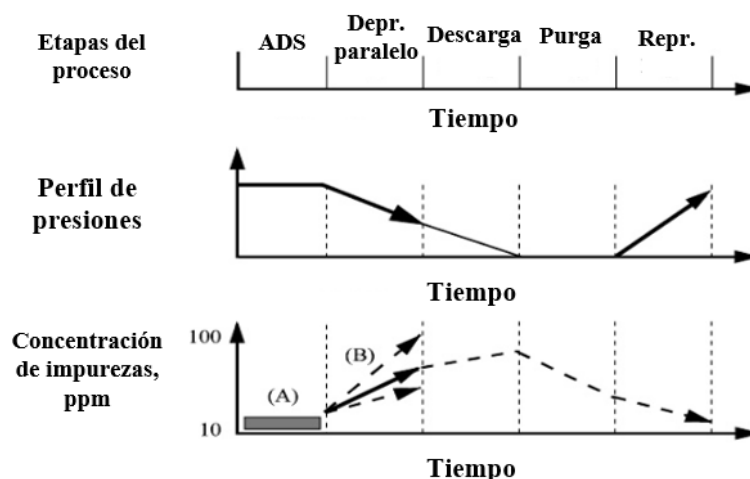 Etapas del
proceso
ADS
Depr.
paralelo
Descarga
Purga
Repr.
Tiempo
Perfil de
presiones
Tiempo
Concentración
de impurezas,
ppm
100
10
(A)
(B)
Tiempo